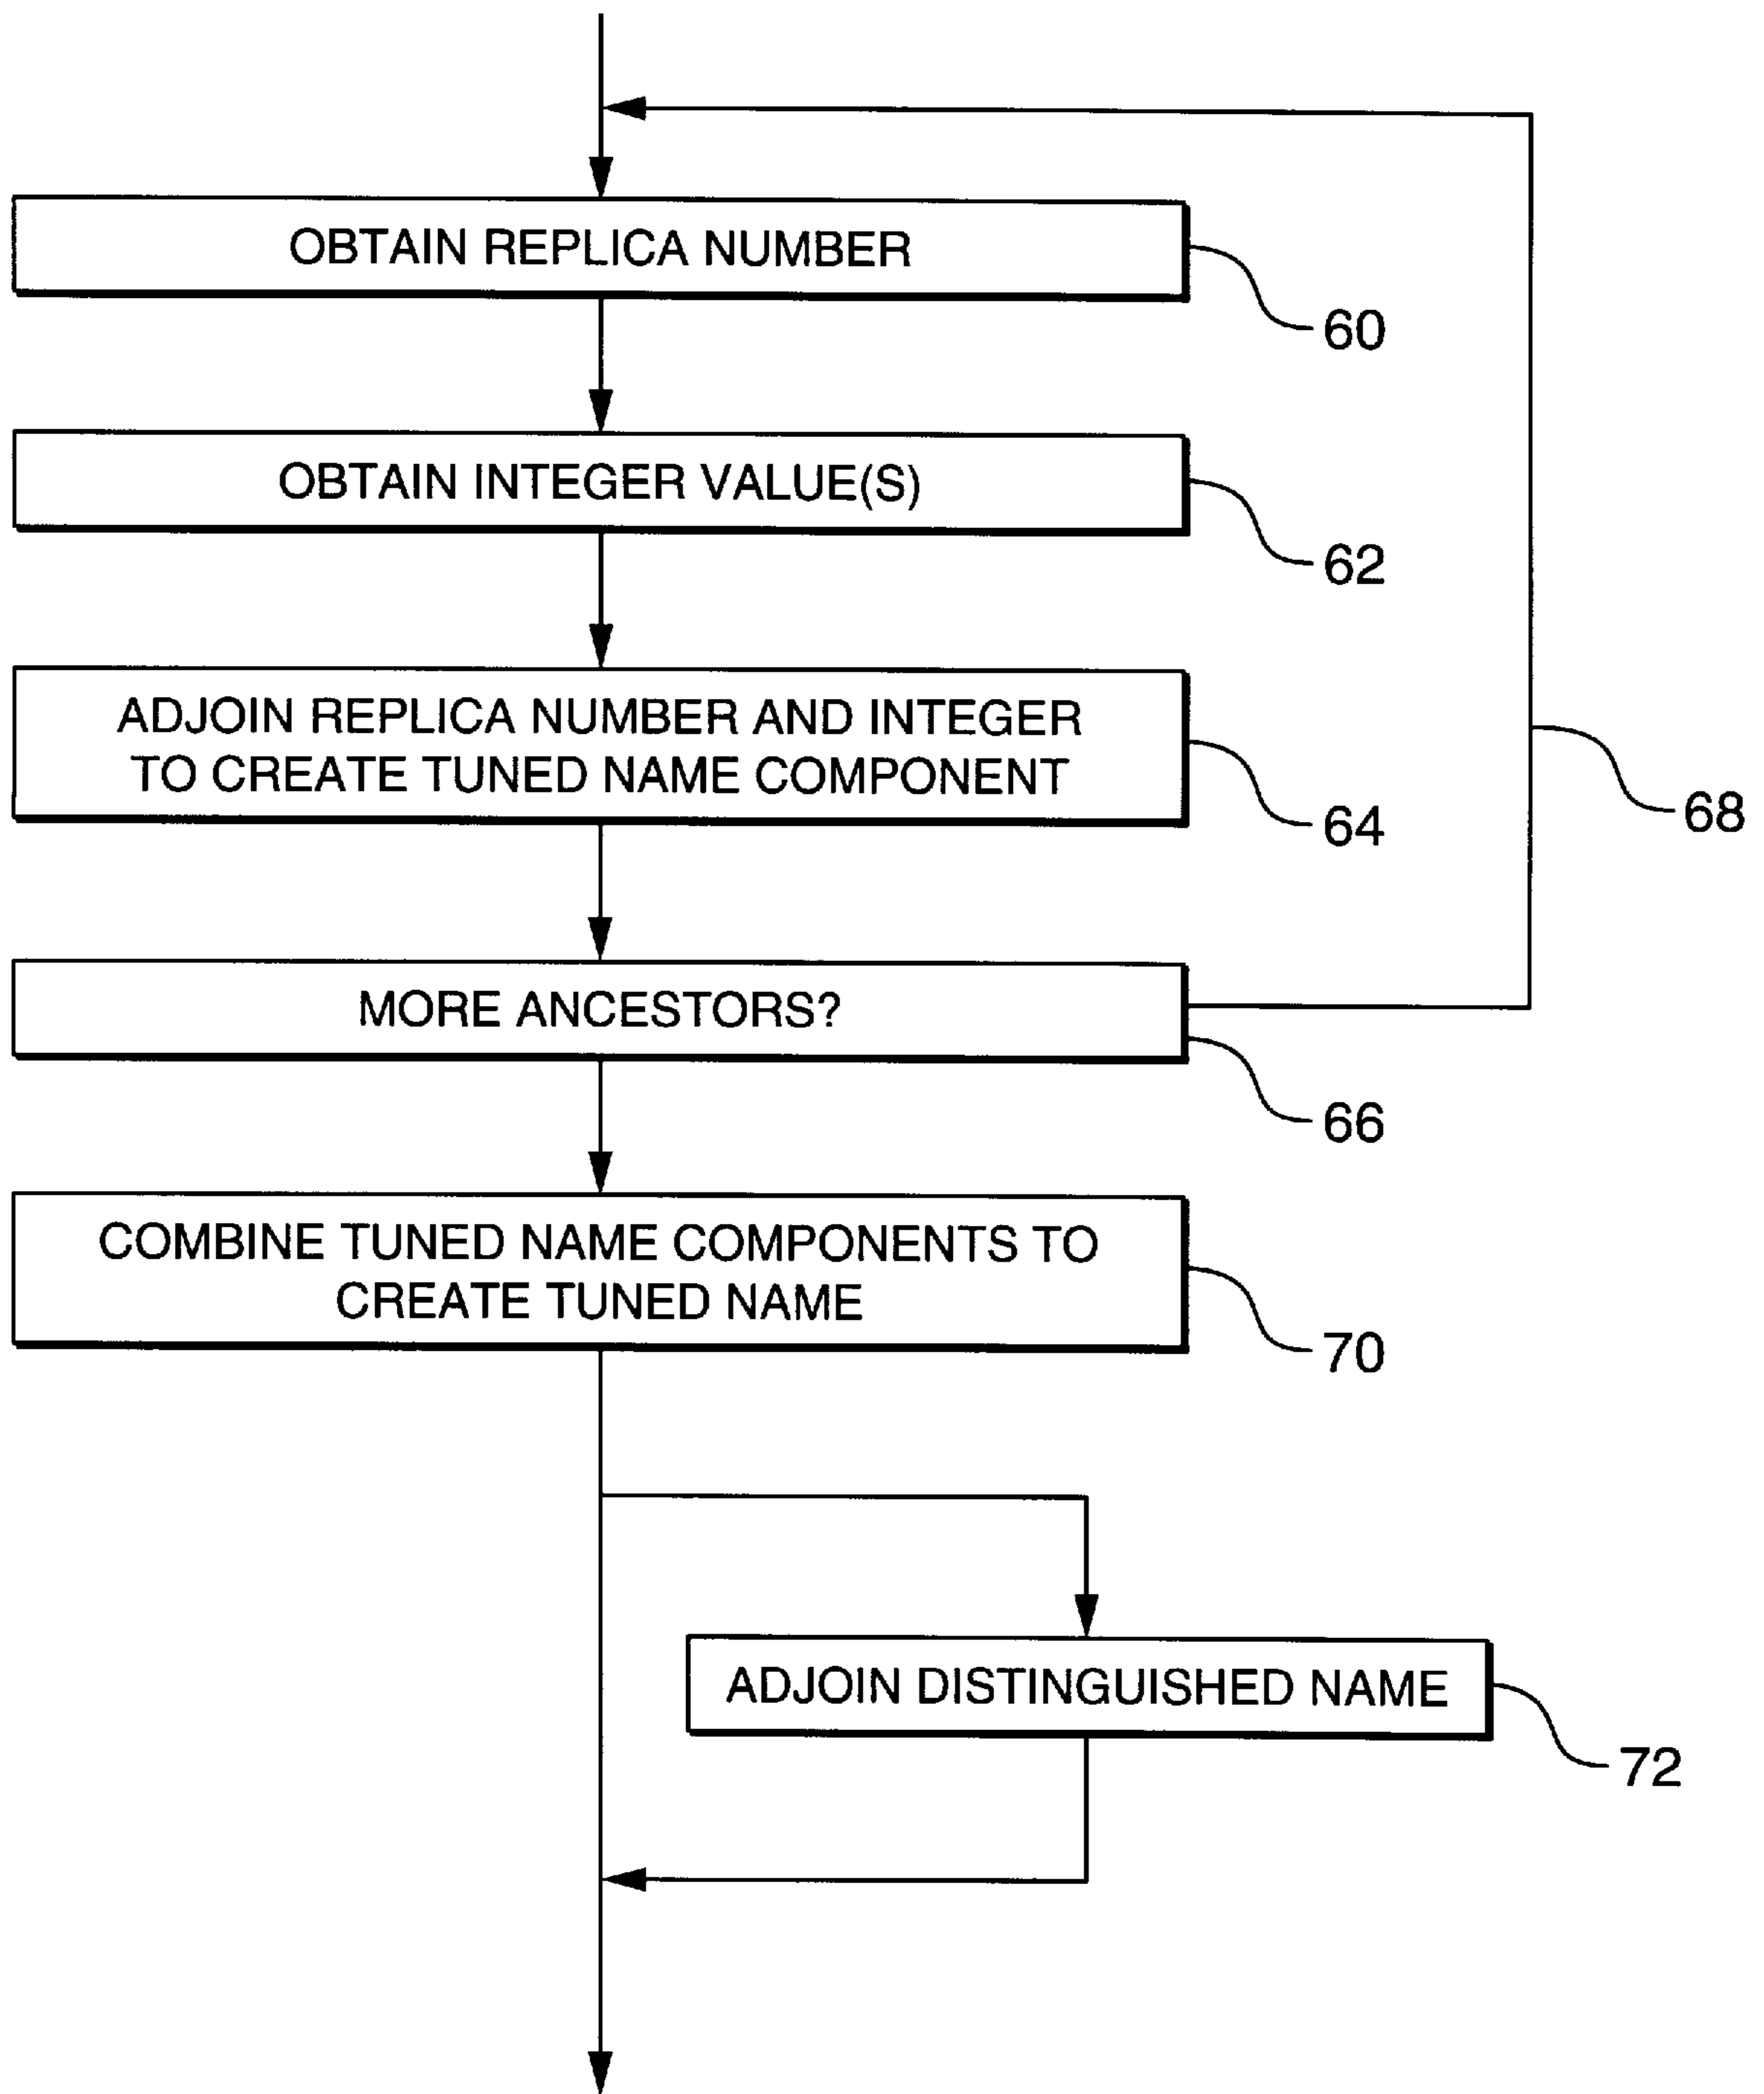 OBTAIN REPLICA NUMBER
60
OBTAIN INTEGER VALUE(S)
62
ADJOIN REPLICA NUMBER AND INTEGER
TO CREATE TUNED NAME COMPONENT
64
68
MORE ANCESTORS?
66
COMBINE TUNED NAME COMPONENTS TO
CREATE TUNED NAME
70
ADJOIN DISTINGUISHED NAME
72